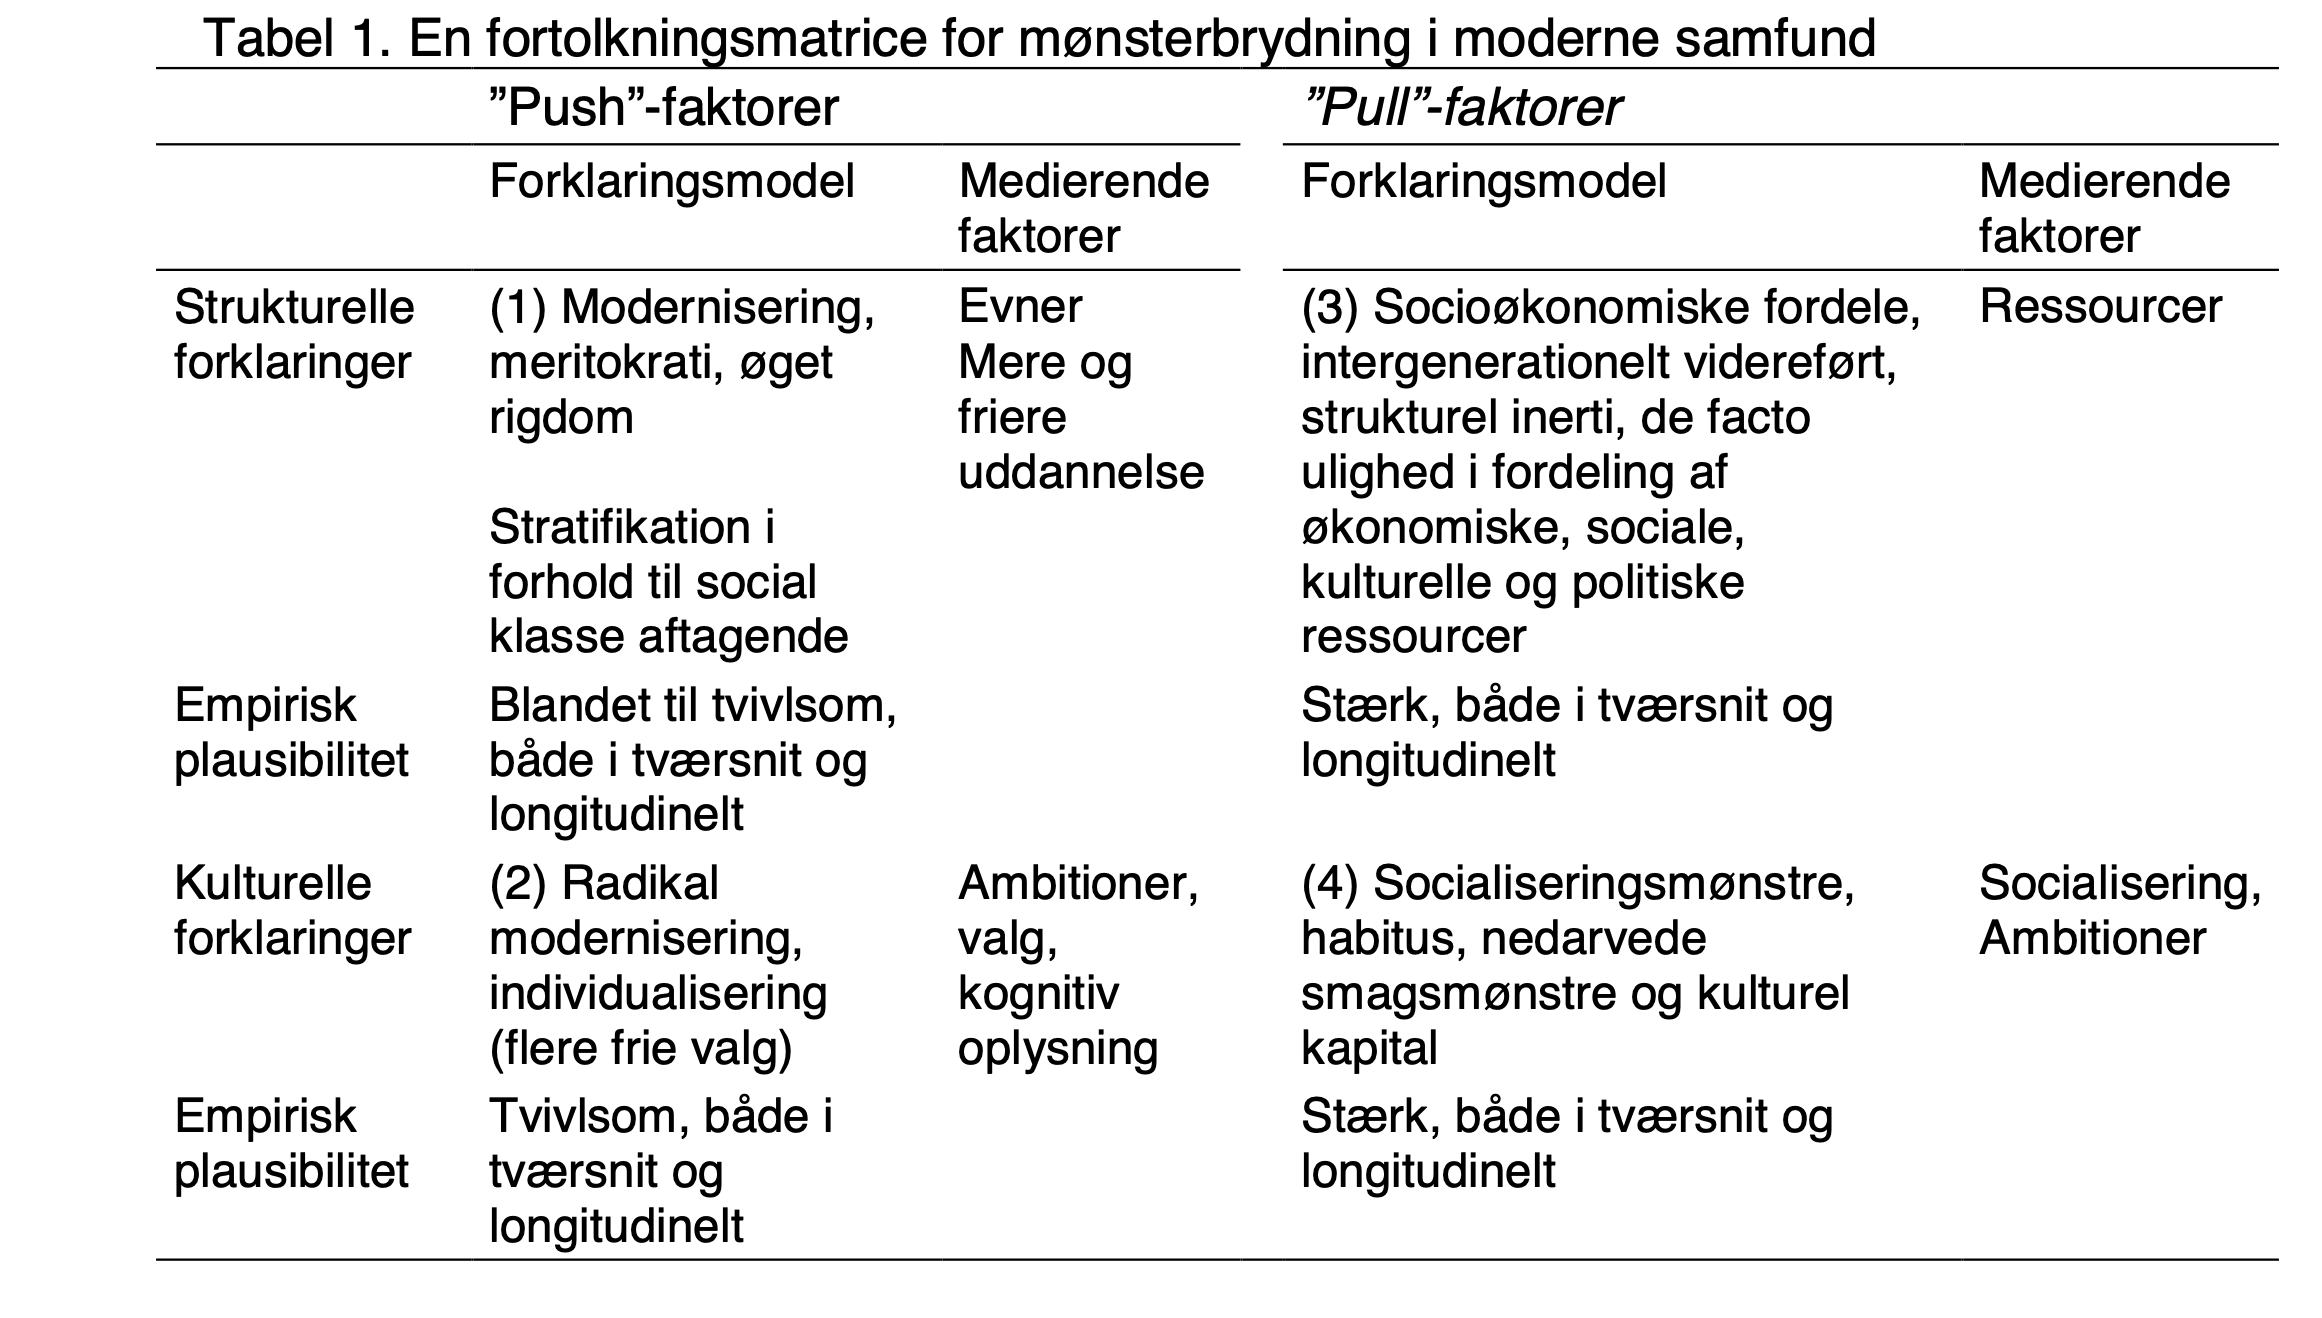 Tabel 1. En fortolkningsmatrice for mønsterbrydning i moderne samfund
”Push”-faktorer
”Pull”-faktorer
Forklaringsmodel
Medierende
faktorer
Forklaringsmodel
Medierende
faktorer
Strukturelle
forklaringer
(1) Modernisering,
meritokrati, øget
rigdom
Stratifikation i
forhold til social
klasse aftagende
Evner
Mere og
friere
uddannelse
(3) Socioøkonomiske fordele,
intergenerationelt videreført,
strukturel inerti, de facto
ulighed i fordeling af
økonomiske, sociale,
kulturelle og politiske
ressourcer
Ressourcer
Empirisk
plausibilitet
Blandet til tvivlsom,
både i tværsnit og
longitudinelt
Stærk, både i tværsnit og
longitudinelt
Kulturelle
forklaringer
(2) Radikal
modernisering,
individualisering
(flere frie valg)
Ambitioner,
valg,
kognitiv
oplysning
(4) Socialiseringsmønstre,
habitus, nedarvede
smagsmønstre og kulturel
kapital
Socialisering,
Ambitioner
Empirisk
plausibilitet
Tvivlsom, både i
tværsnit og
longitudinelt
Stærk, både i tværsnit og
longitudinelt